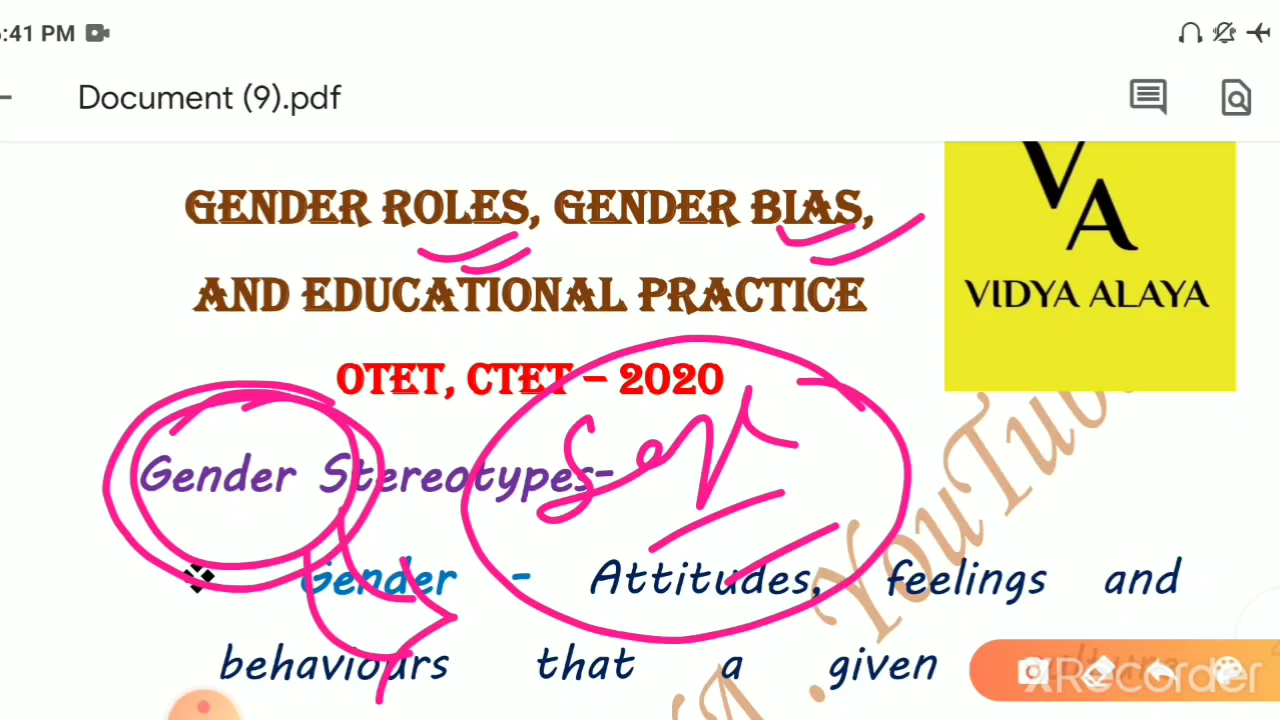 :41 PM
Document (9).pdf
VA
VIDYA ALAYA
GENDER ROLES, GENDER BIAS,
AND EDUCATIONAL PRACTICE
OTET, CTET – 2020
Gender Stereotypes-
Sex
❖ Gender - Attitudes, feelings and
behaviours that a given
YouTu
XRecorder